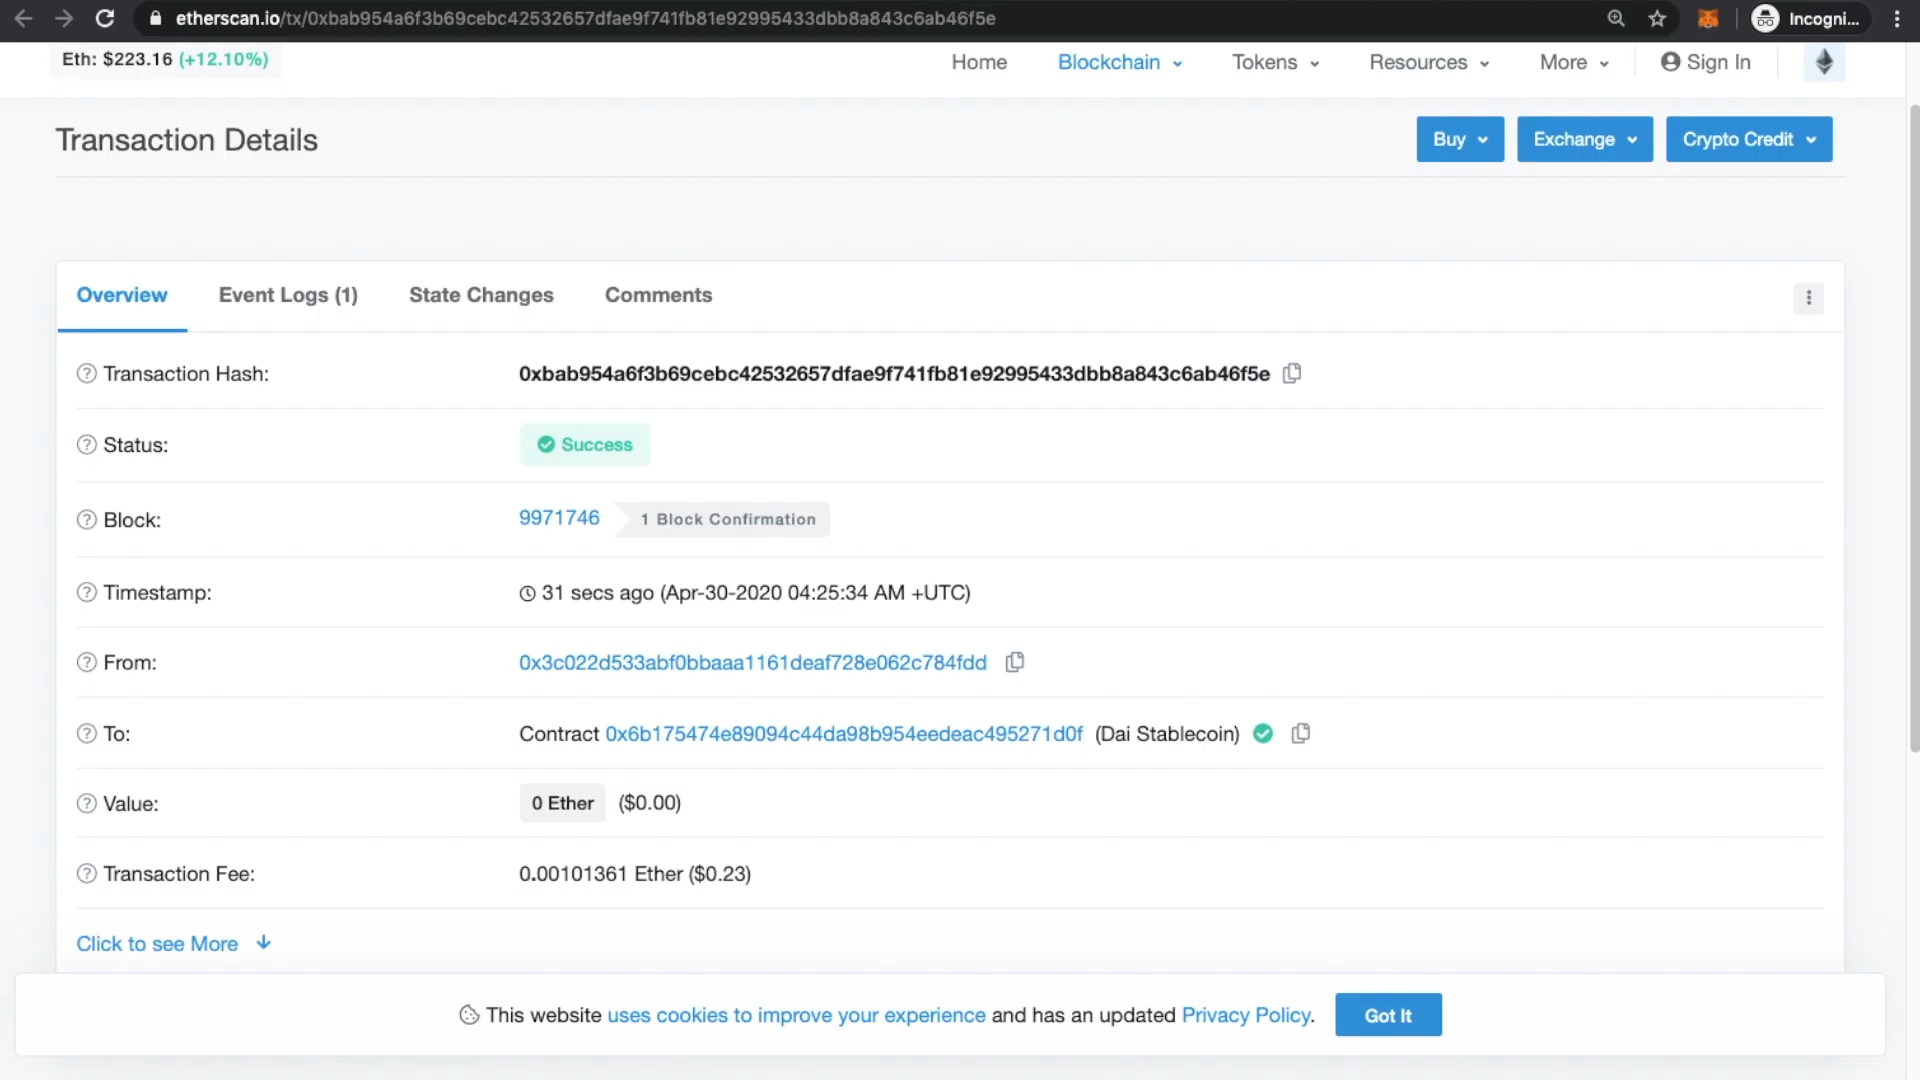 etherscan.io/tx/0xbab954a6f3b69cebc42532657dfae9f741fb81e92995433dbb8a843c6ab46f5e
Incogni...
Eth: $223.16 (+12.10%)
Home
Blockchain
Tokens
Resources
More
Sign In
Transaction Details
Buy
Exchange
Crypto Credit
Overview
Event Logs (1)
State Changes
Comments
Transaction Hash:
0xbab954a6f3b69cebc42532657dfae9f741fb81e92995433dbb8a843c6ab46f5e
Status:
Success
Block:
9971746
1 Block Confirmation
Timestamp:
31 secs ago (Apr-30-2020 04:25:34 AM +UTC)
From:
0x3c022d533abf0bbaaa1161deaf728e062c784fdd
To:
Contract 0x6b175474e89094c44da98b954eedeac495271d0f (Dai Stablecoin)
Value:
0 Ether ($0.00)
Transaction Fee:
0.00101361 Ether ($0.23)
Click to see More
This website uses cookies to improve your experience and has an updated Privacy Policy.
Got It